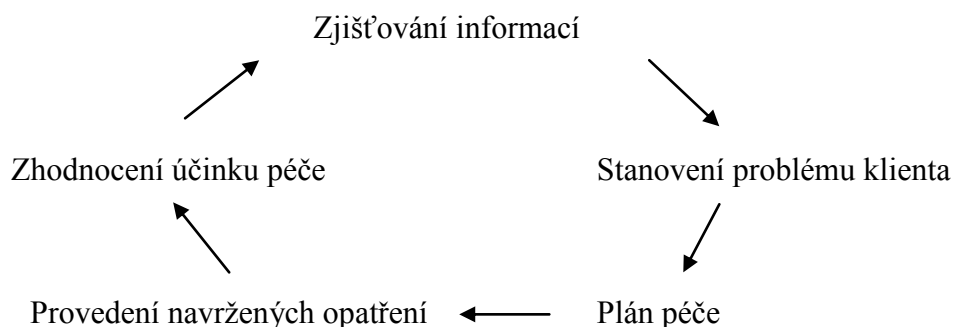 Zjišťování informací
Zhodnocení účinku péče
Stanovení problému klienta
Provedení navržených opatření
Plán péče